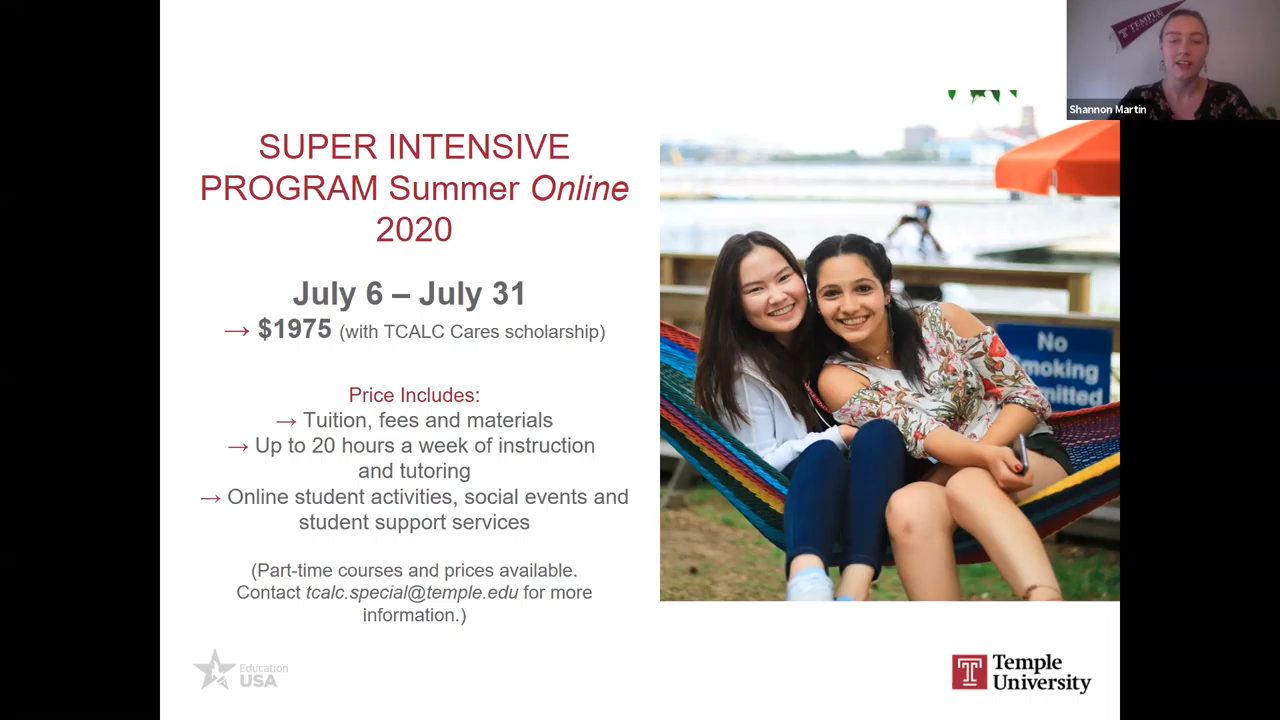 TEMPLE
Shannon Martin
SUPER INTENSIVE
PROGRAM Summer Online
2020
July 6 – July 31
→ $1975 (with TCALC Cares scholarship)
Price Includes:
→ Tuition, fees and materials
→ Up to 20 hours a week of instruction
and tutoring
→ Online student activities, social events and
student support services
(Part-time courses and prices available.
Contact tcalc.special@temple.edu for more
information.)
No
moking
mitted
Education
USA
Temple
University